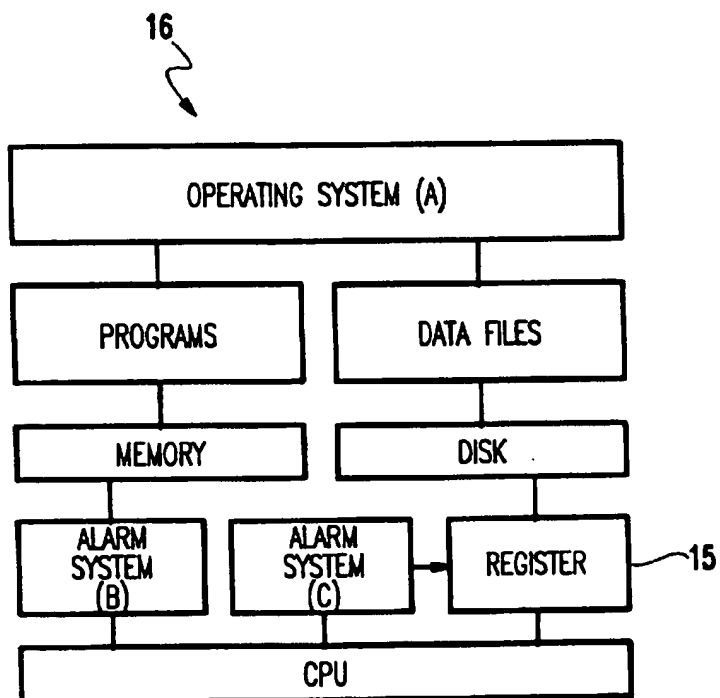 16
OPERATING SYSTEM (A)
PROGRAMS
DATA FILES
MEMORY
DISK
ALARM
SYSTEM
(B)
ALARM
SYSTEM
(C)
REGISTER
15
CPU